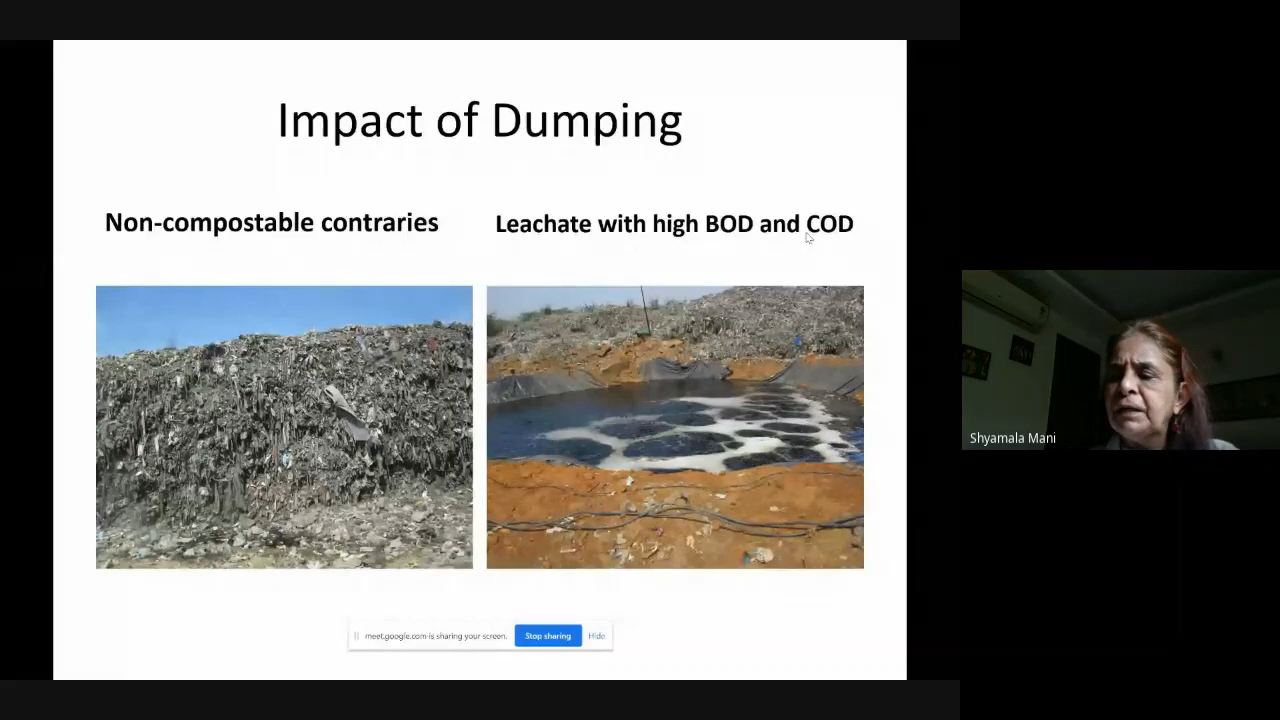 Impact of Dumping
Non-compostable contraries
Leachate with high BOD and COD
meet.google.com is sharing your screen.
Stop sharing
Hide
Shyamala Mani